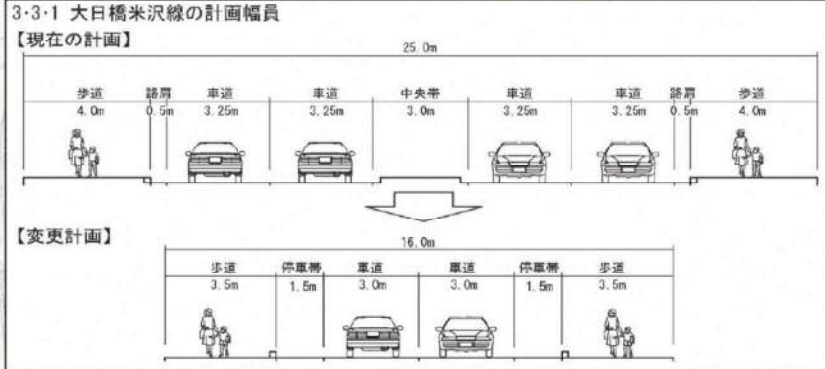 3・3・1 大日橋米沢線の計画幅員
【現在の計画】
25.0m
歩道 路肩 車道 車道 中央帯 車道 車道 路肩 歩道
4.0m 0.5m 3.25m 3.25m 3.0m 3.25m 3.25m 0.5m 4.0m
【変更計画】
16.0m
歩道 停車帯 車道 車道 停車帯 歩道
3.5m 1.5m 3.0m 3.0m 1.5m 3.5m